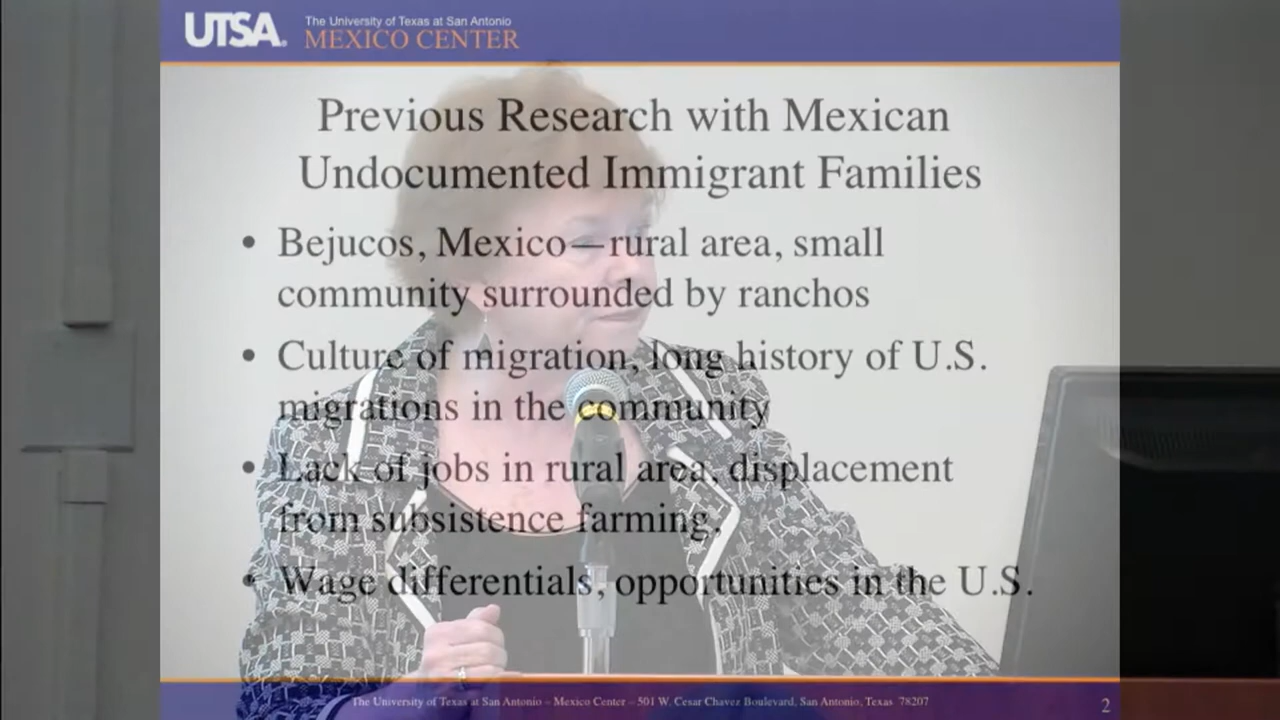 UTSA.
The University of Texas at San Antonio
MEXICO CENTER
Previous Research with Mexican
Undocumented Immigrant Families
• Bejucos, Mexico—rural area, small
community surrounded by ranchos
• Culture of migration, long history of U.S.
migrations in the community
• Lack of jobs in rural area, displacement
from subsistence farming,
• Wage differentials, opportunities in the U.S.
The University of Texas at San Antonio – Mexico Center – 501 W. Cesar Chavez Boulevard, San Antonio, Texas 78207
2